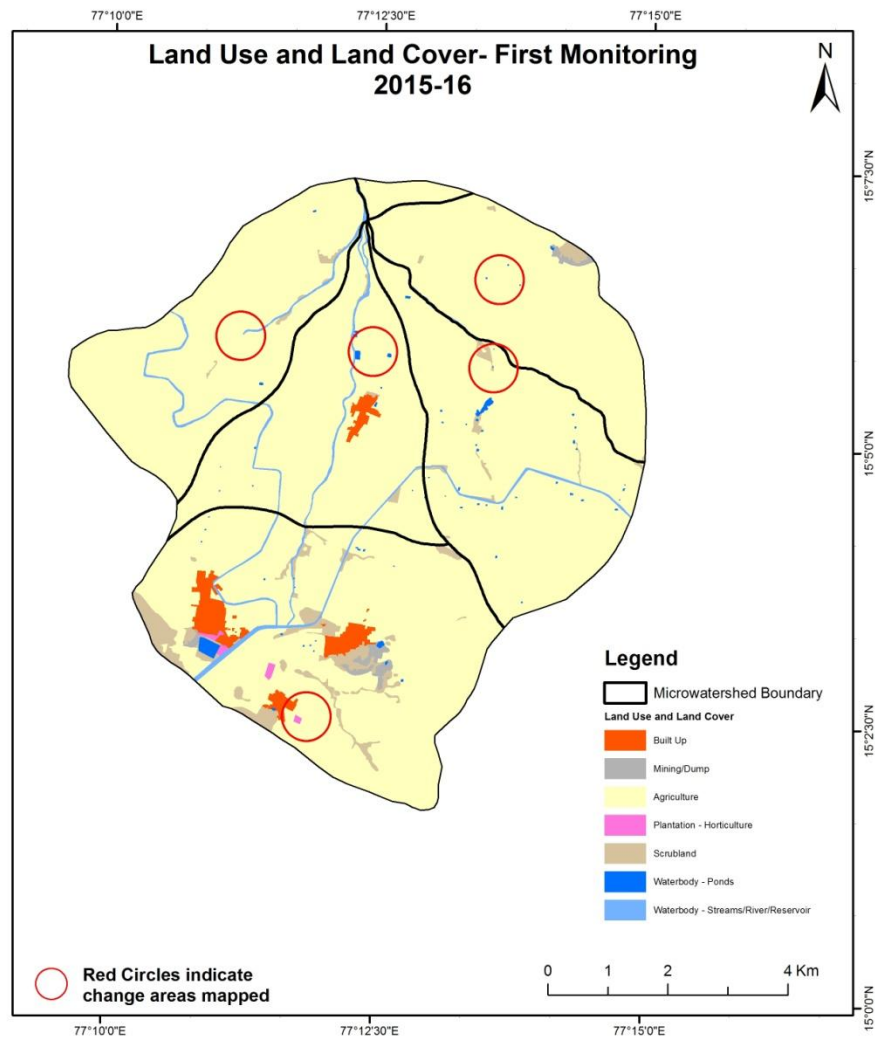 77°10'0"E
77°12'30"E
77°15'0"E
Land Use and Land Cover- First Monitoring
2015-16
N
15°7'30"N
15°7'30"N
15°5'0"N
15°2'30"N
15°0'0"N
Legend
Microwatershed Boundary
Land Use and Land Cover
Built Up
Mining/Dump
Agriculture
Plantation - Horticulture
Scrubland
Waterbody - Ponds
Waterbody - Streams/River/Reservoir
Red Circles indicate
change areas mapped
0 1 2 4 Km
77°10'0"E
77°12'30"E
77°15'0"E